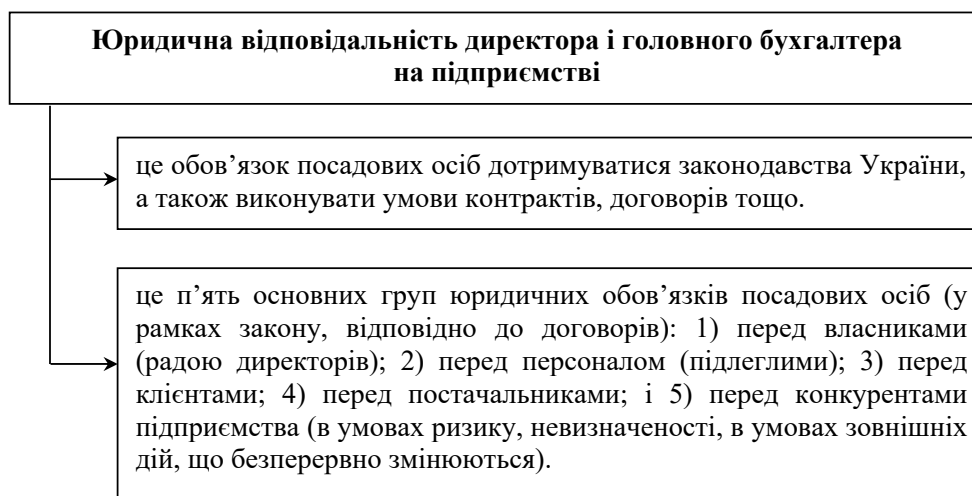 Юридична відповідальність директора і головного бухгалтера
на підприємстві
це обов’язок посадових осіб дотримуватися законодавства України,
а також виконувати умови контрактів, договорів тощо.
це п’ять основних груп юридичних обов’язків посадових осіб (у
рамках закону, відповідно до договорів): 1) перед власниками
(радою директорів); 2) перед персоналом (підлеглими); 3) перед
клієнтами; 4) перед постачальниками; і 5) перед конкурентами
підприємства (в умовах ризику, невизначеності, в умовах зовнішніх
дій, що безперервно змінюються).